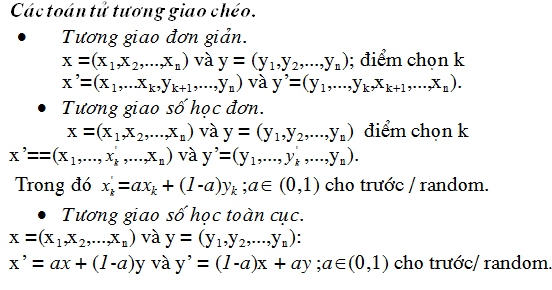 Các toán tử tương giao chéo.
• Tương giao đơn giản.
x =(x₁,x₂,...,xₙ) và y = (y₁,y₂,...,yₙ); điểm chọn k
x’=(x₁,...xₖ,yₖ₊₁,...,yₙ) và y’=(y₁,...,yₖ,xₖ₊₁,...,xₙ).
• Tương giao số học đơn.
x =(x₁,x₂,...,xₙ) và y = (y₁,y₂,...,yₙ) điểm chọn k
x’==(x₁,..., x'ₖ ,...,xₙ) và y’=(y₁,..., y'ₖ ,...,yₙ).
Trong đó x'ₖ=axₖ + (1-a)yₖ ;a∈ (0,1) cho trước / random.
• Tương giao số học toàn cục.
x =(x₁,x₂,...,xₙ) và y = (y₁,y₂,...,yₙ):
x’ = ax + (1-a)y và y’ = (1-a)x + ay ;a∈(0,1) cho trước/ random.